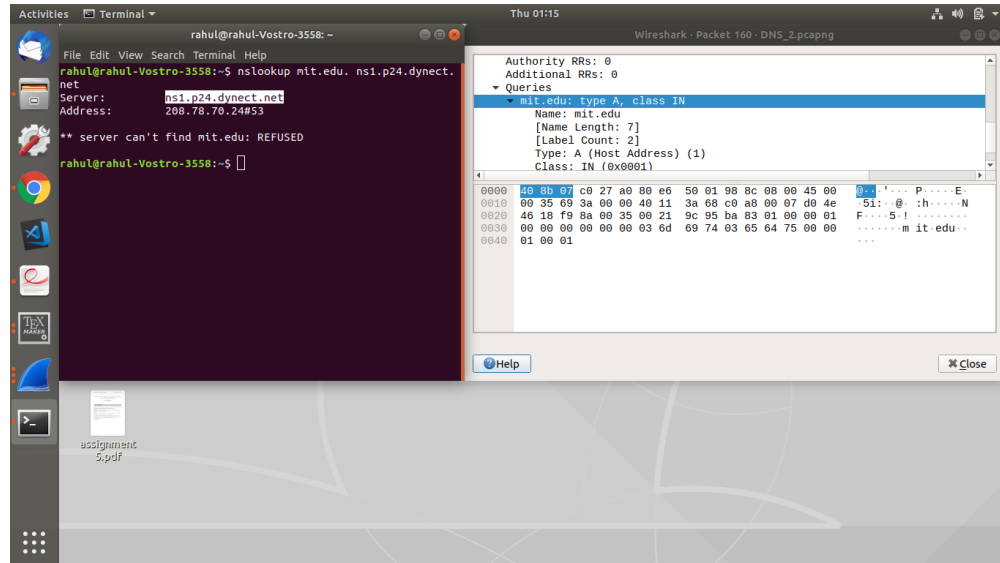 Activities Terminal Thu 01:15
rahul@rahul-Vostro-3558: ~
File Edit View Search Terminal Help
rahul@rahul-Vostro-3558:~$ nslookup mit.edu. ns1.p24.dynect.
net
Server: ns1.p24.dynect.net
Address: 208.78.70.24#53
** server can't find mit.edu: REFUSED
rahul@rahul-Vostro-3558:~$
Wireshark · Packet 160 · DNS_2.pcapng
Authority RRs: 0
Additional RRs: 0
Queries
mit.edu: type A, class IN
Name: mit.edu
[Name Length: 7]
[Label Count: 2]
Type: A (Host Address) (1)
Class: IN (0x0001)
0000 40 8b 07 c0 27 a0 80 e6 50 01 98 8c 08 00 45 00 @···'··· P·····E·
0010 00 35 69 3a 00 00 40 11 3a 68 c0 a8 00 07 d0 4e ·5i:··@· :h·····N
0020 46 18 f9 8a 00 35 00 21 9c 95 ba 83 01 00 00 01 F····5·! ········
0030 00 00 00 00 00 00 03 6d 69 74 03 65 64 75 00 00 ·······m it·edu··
0040 01 00 01 ···
Help
Close
TEX
MAKER
assignment
5.pdf